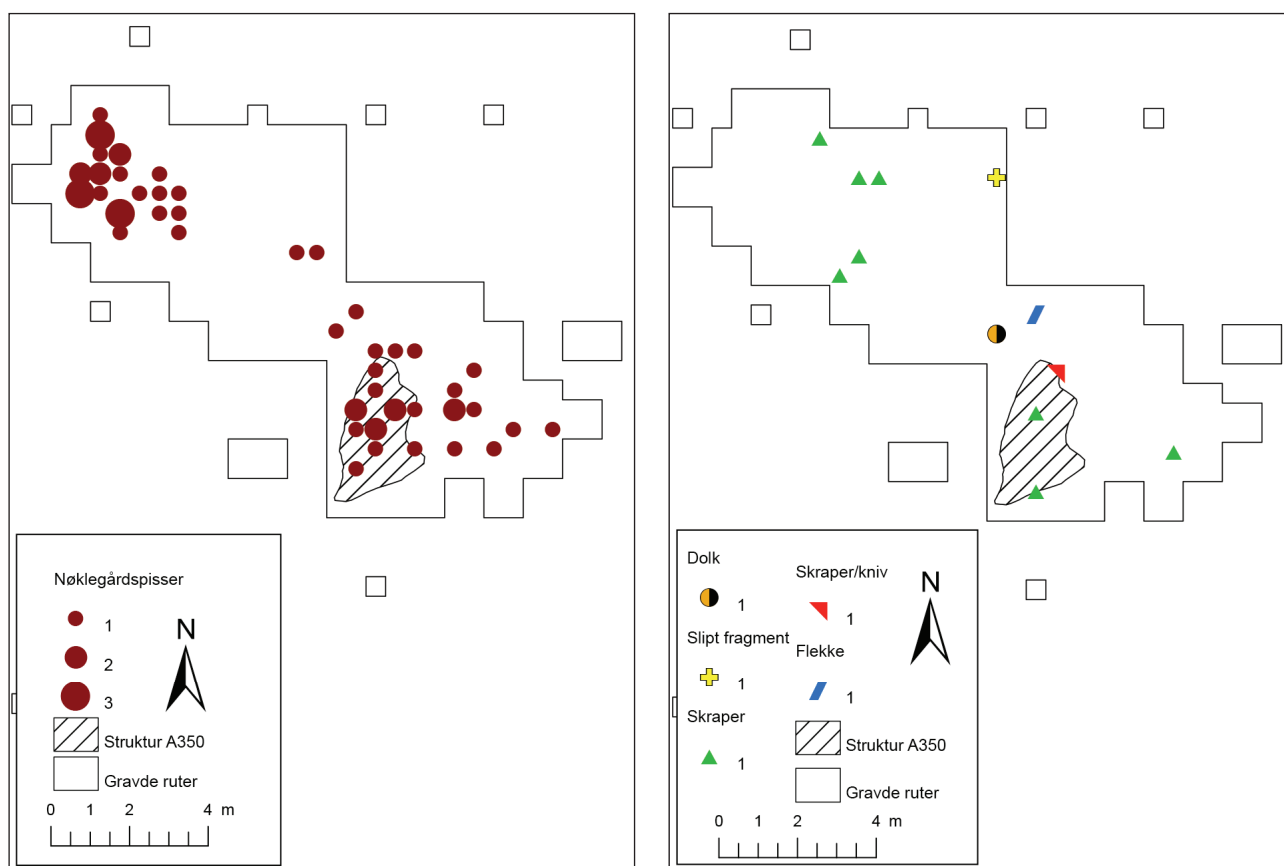 Nøklegårdspisser
1
2
3
N
Struktur A350
Gravde ruter
0 1 2 4 m
Dolk
1
Slipt fragment
1
Skraper
1
Skraper/kniv
1
Flekke
1
N
Struktur A350
Gravde ruter
0 1 2 4 m